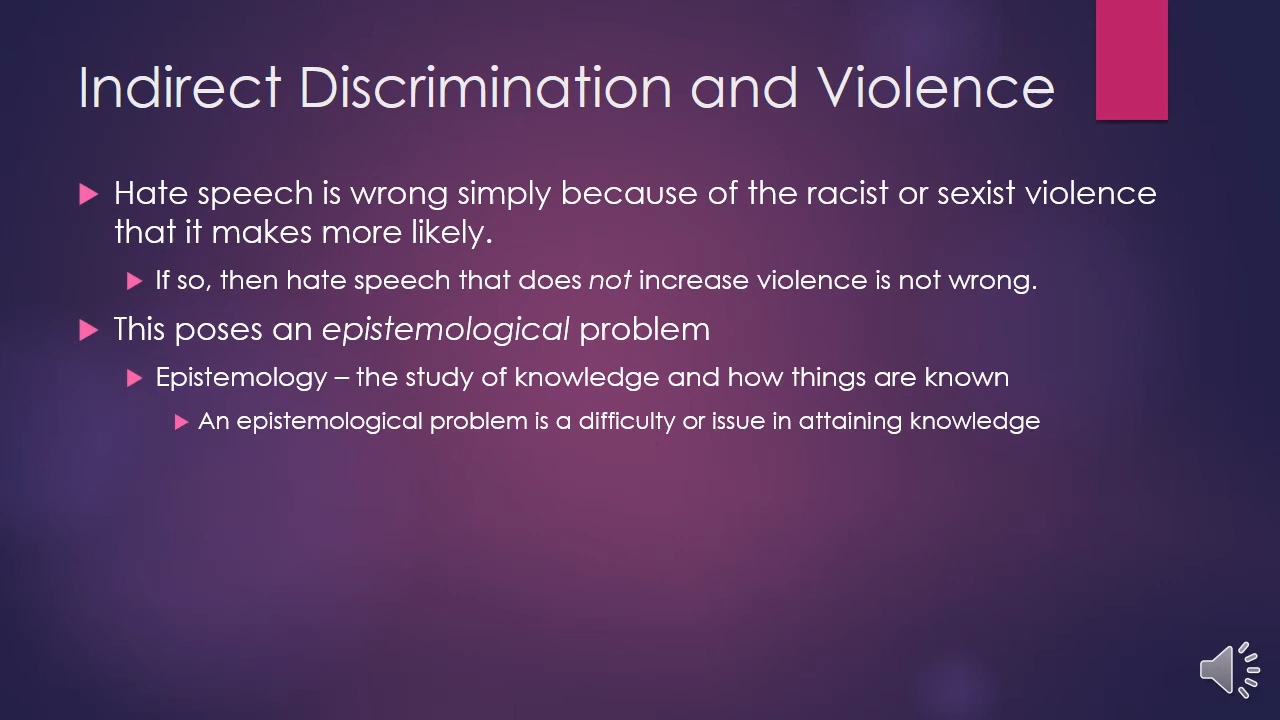 Indirect Discrimination and Violence
Hate speech is wrong simply because of the racist or sexist violence
that it makes more likely.
If so, then hate speech that does not increase violence is not wrong.
This poses an epistemological problem
Epistemology – the study of knowledge and how things are known
An epistemological problem is a difficulty or issue in attaining knowledge